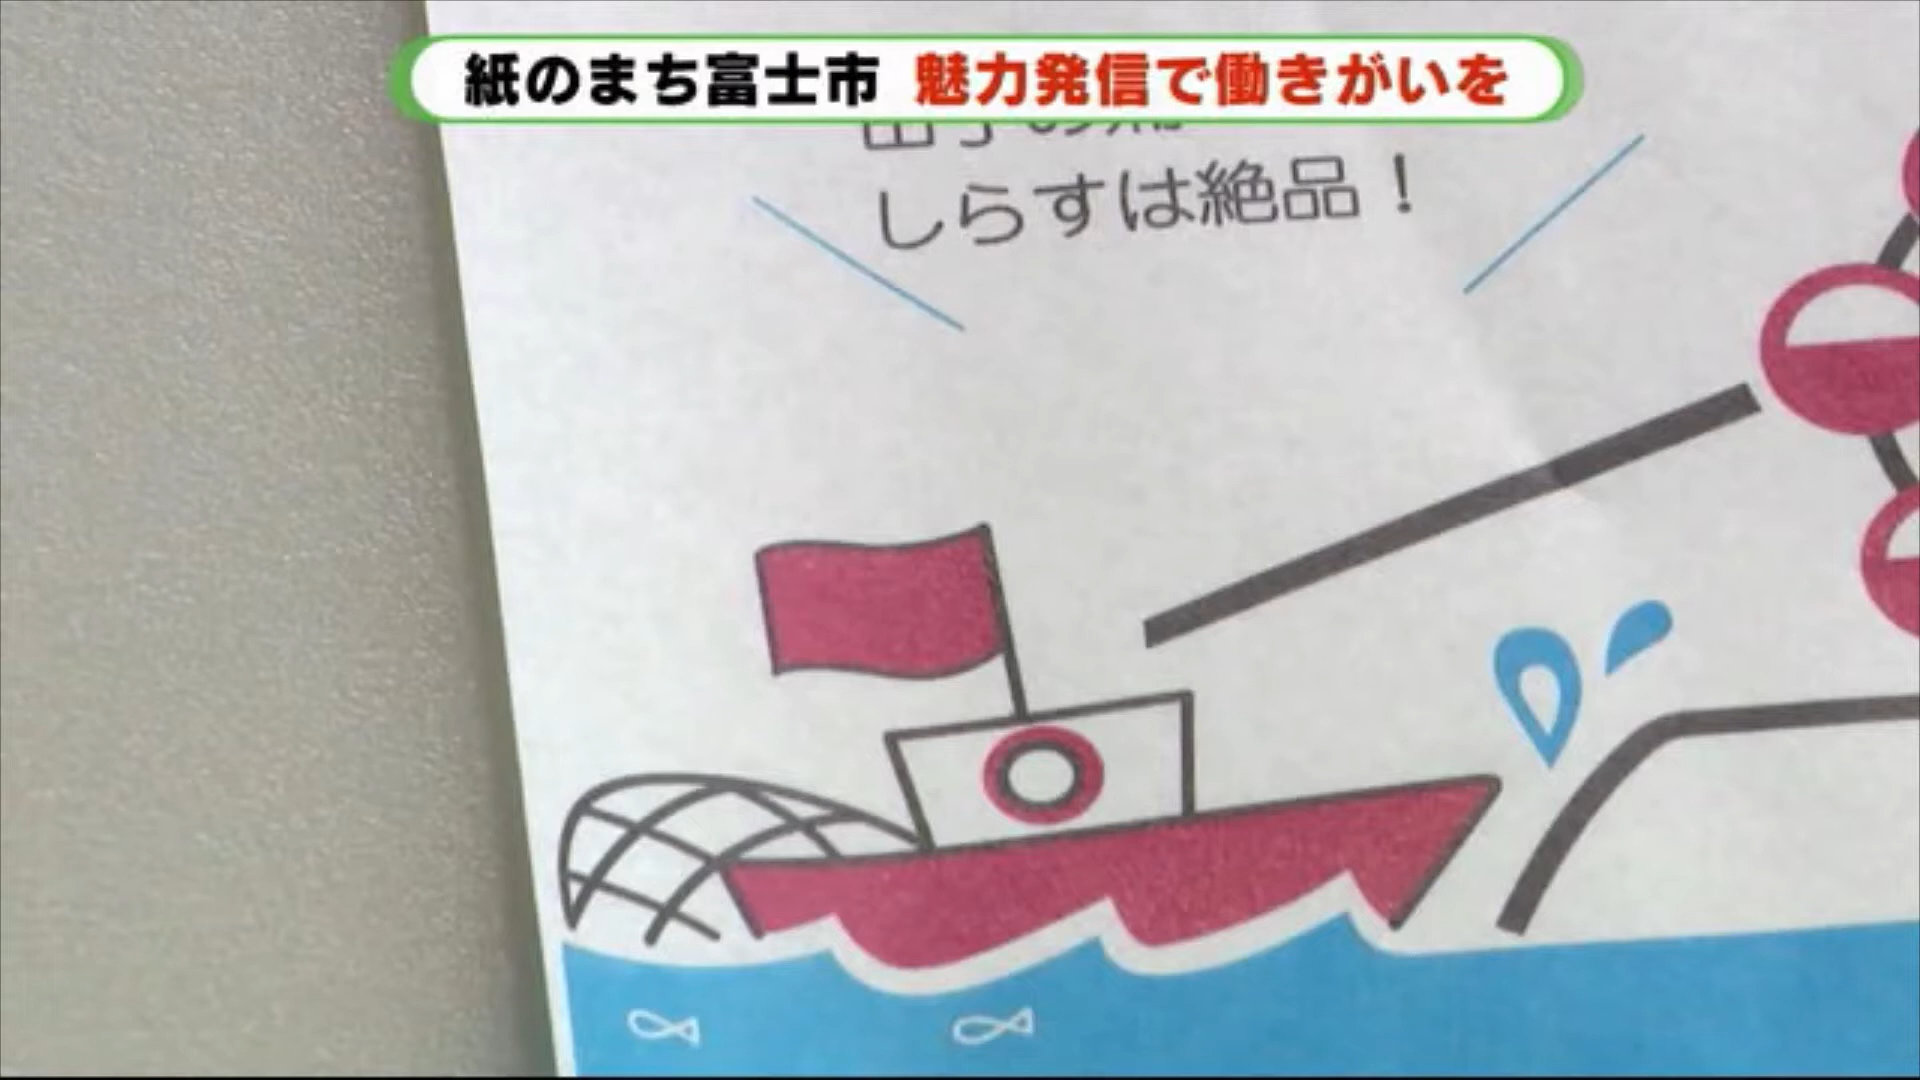 紙のまち富士市 魅力発信で働きがいを
しらすは絶品！